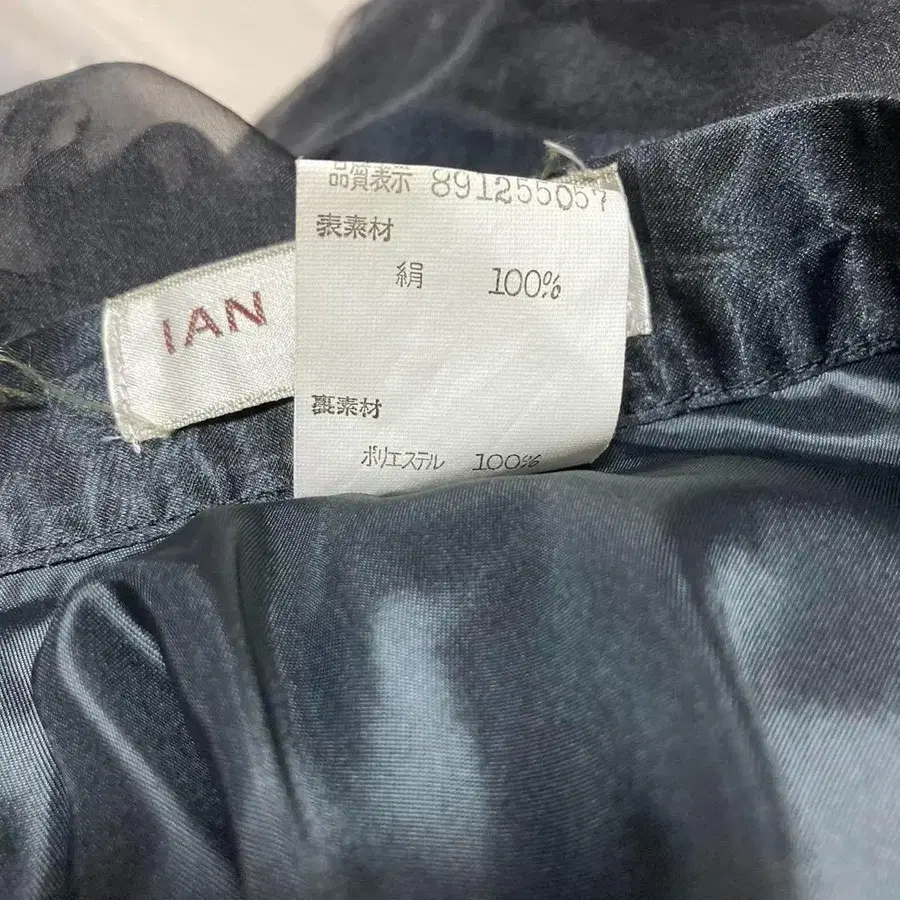 品質表示 891255057
表素材
絹 100%
裏素材
ポリエステル 100%
IAN